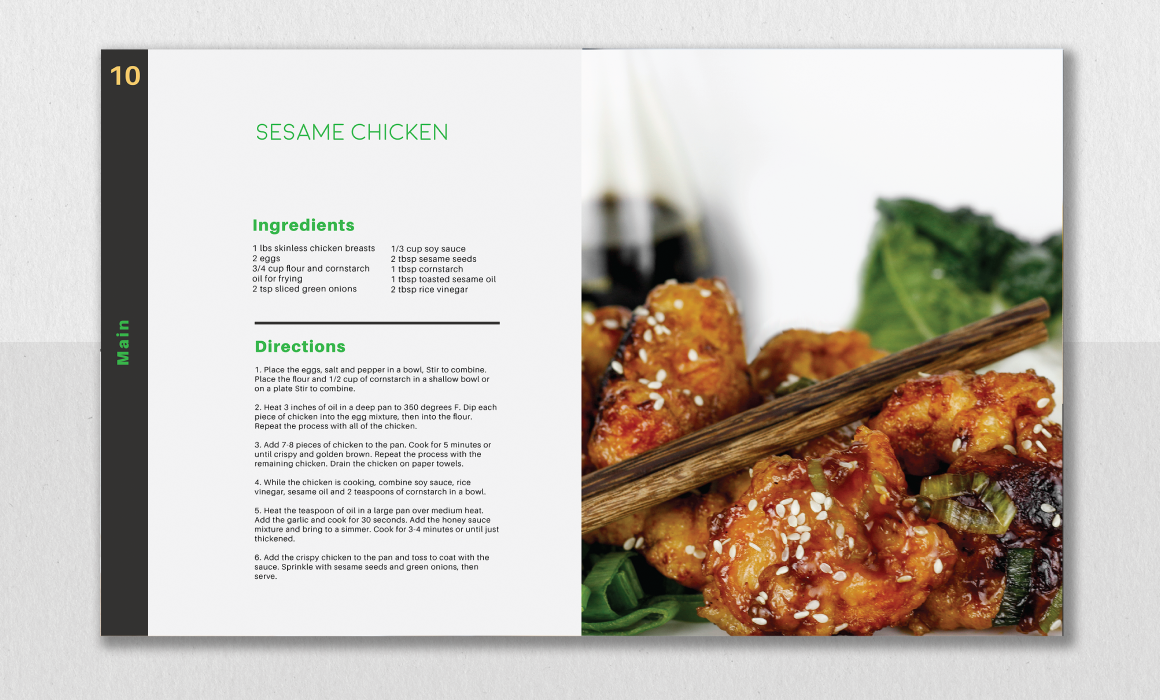 10
Main
SESAME CHICKEN
Ingredients
1 lbs skinless chicken breasts
2 eggs
3/4 cup flour and cornstarch
oil for frying
2 tsp sliced green onions
1/3 cup soy sauce
2 tbsp sesame seeds
1 tbsp cornstarch
1 tbsp toasted sesame oil
2 tbsp rice vinegar
Directions
1. Place the eggs, salt and pepper in a bowl, Stir to combine.
Place the flour and 1/2 cup of cornstarch in a shallow bowl or
on a plate Stir to combine.
2. Heat 3 inches of oil in a deep pan to 350 degrees F. Dip each
piece of chicken into the egg mixture, then into the flour.
Repeat the process with all of the chicken.
3. Add 7-8 pieces of chicken to the pan. Cook for 5 minutes or
until crispy and golden brown. Repeat the process with the
remaining chicken. Drain the chicken on paper towels.
4. While the chicken is cooking, combine soy sauce, rice
vinegar, sesame oil and 2 teaspoons of cornstarch in a bowl.
5. Heat the teaspoon of oil in a large pan over medium heat.
Add the garlic and cook for 30 seconds. Add the honey sauce
mixture and bring to a simmer. Cook for 3-4 minutes or until just
thickened.
6. Add the crispy chicken to the pan and toss to coat with the
sauce. Sprinkle with sesame seeds and green onions, then
serve.